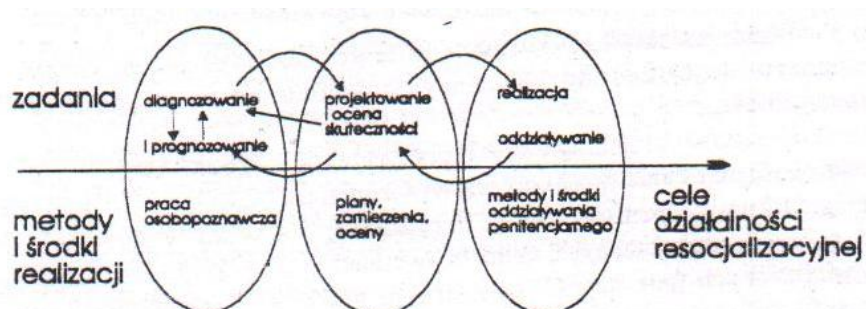 zadania
diagnozowanie
i prognozowanie
projektowanie
i ocena
skuteczności
realizacja
oddziaływanie
metody
i środki
realizacji
praca
osobopoznawcza
plany,
zamierzenia,
oceny
metody i środki
oddziaływania
penitencjarnego
cele
działalności
resocjalizacyjnej